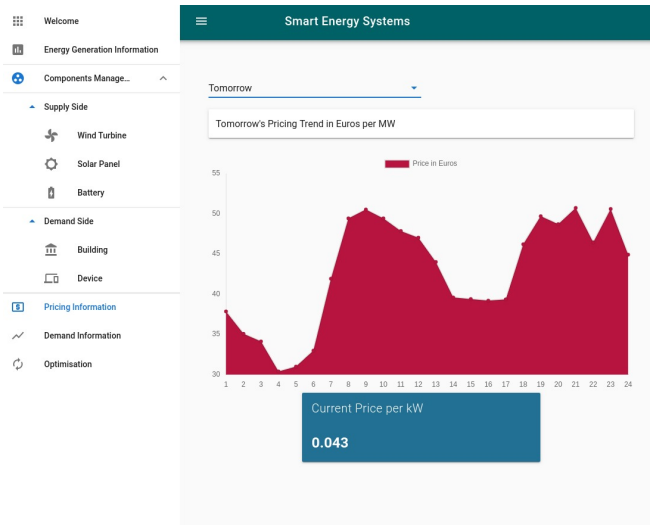 Welcome
Energy Generation Information
Components Manage...
Supply Side
Wind Turbine
Solar Panel
Battery
Demand Side
Building
Device
Pricing Information
Demand Information
Optimisation
Smart Energy Systems
Tomorrow
Tomorrow's Pricing Trend in Euros per MW
Price in Euros
55
50
45
40
35
30
1 2 3 4 5 6 7 8 9 10 11 12 13 14 15 16 17 18 19 20 21 22 23 24
Current Price per kW
0.043